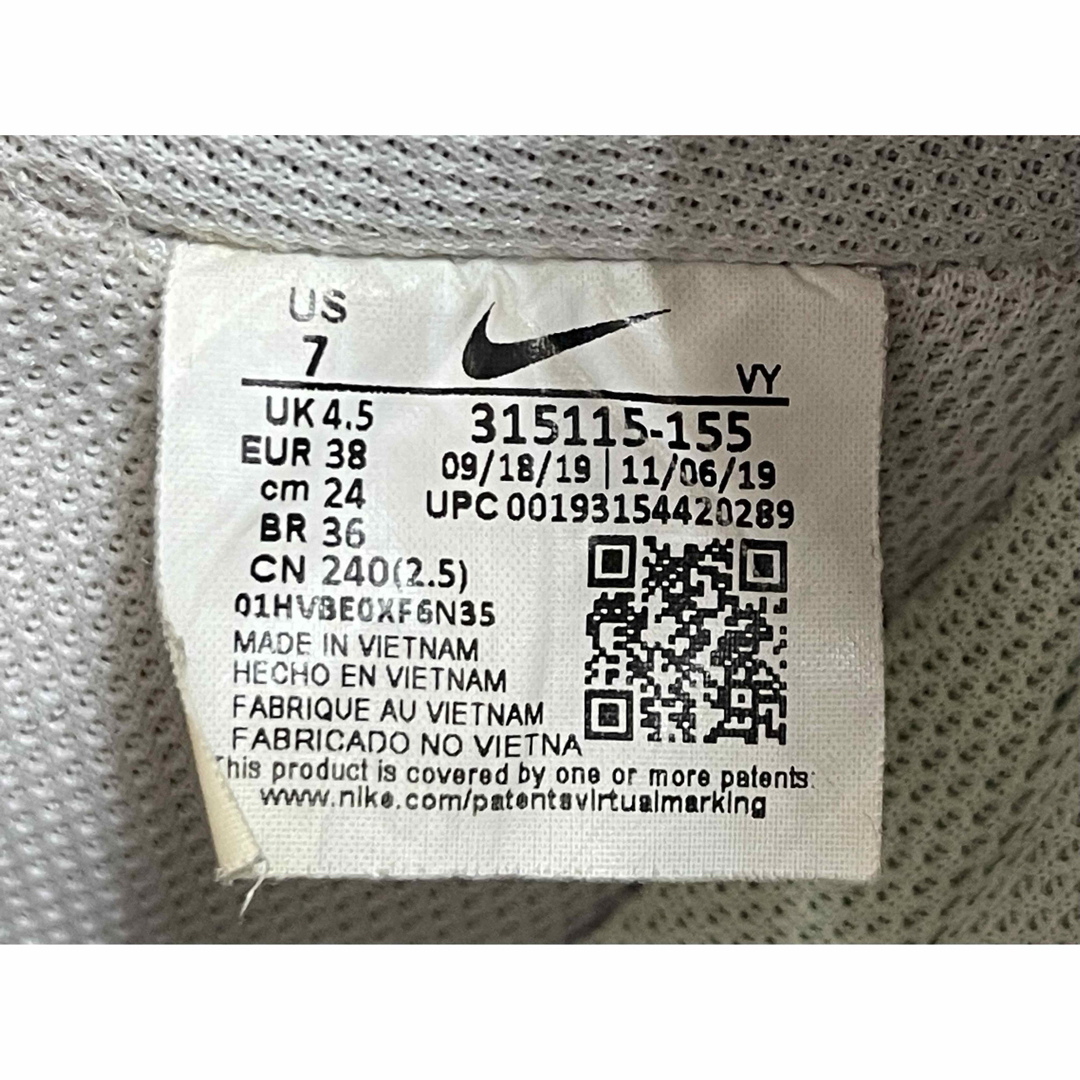 US
7
VY
UK 4.5
315115-155
EUR 38
09/18/19 | 11/06/19
cm 24
UPC 00193154420289
BR 36
CN 240(2.5)
01HVBE0XF6N35
MADE IN VIETNAM
HECHO EN VIETNAM
FABRIQUE AU VIETNAM
FABRICADO NO VIETNA
This product is covered by one or more patents:
www.nike.com/patentsvirtualmarking